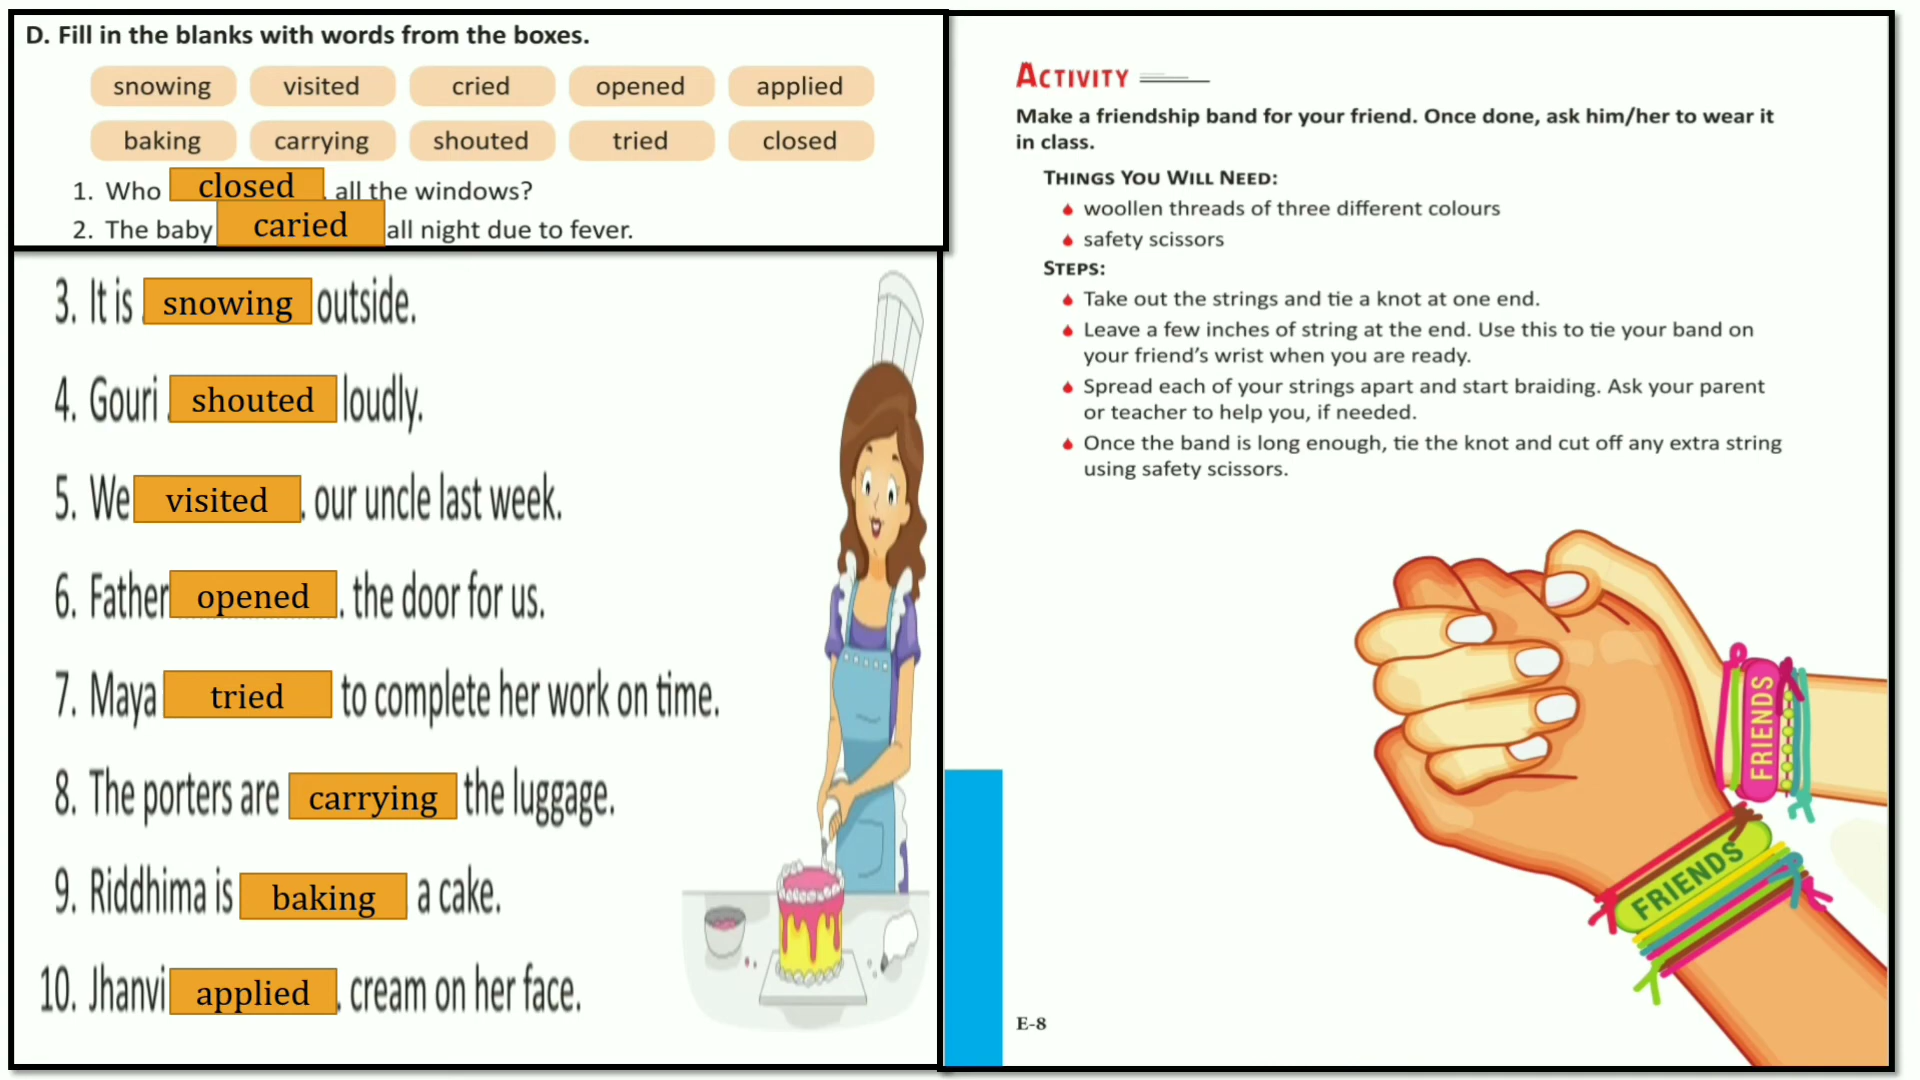 D. Fill in the blanks with words from the boxes.
snowing visited cried opened applied
baking carrying shouted tried closed
1. Who closed all the windows?
2. The baby caried all night due to fever.
3. It is snowing outside.
4. Gouri shouted loudly.
5. We visited. our uncle last week.
6. Father opened. the door for us.
7. Maya tried to complete her work on time.
8. The porters are carrying the luggage.
9. Riddhima is baking a cake.
10. Jhanvi applied. cream on her face.
ACTIVITY
Make a friendship band for your friend. Once done, ask him/her to wear it
in class.
THINGS YOU WILL NEED:
woollen threads of three different colours
safety scissors
STEPS:
Take out the strings and tie a knot at one end.
Leave a few inches of string at the end. Use this to tie your band on
your friend's wrist when you are ready.
Spread each of your strings apart and start braiding. Ask your parent
or teacher to help you, if needed.
Once the band is long enough, tie the knot and cut off any extra string
using safety scissors.
FRIENDS
FRIENDS
E-8